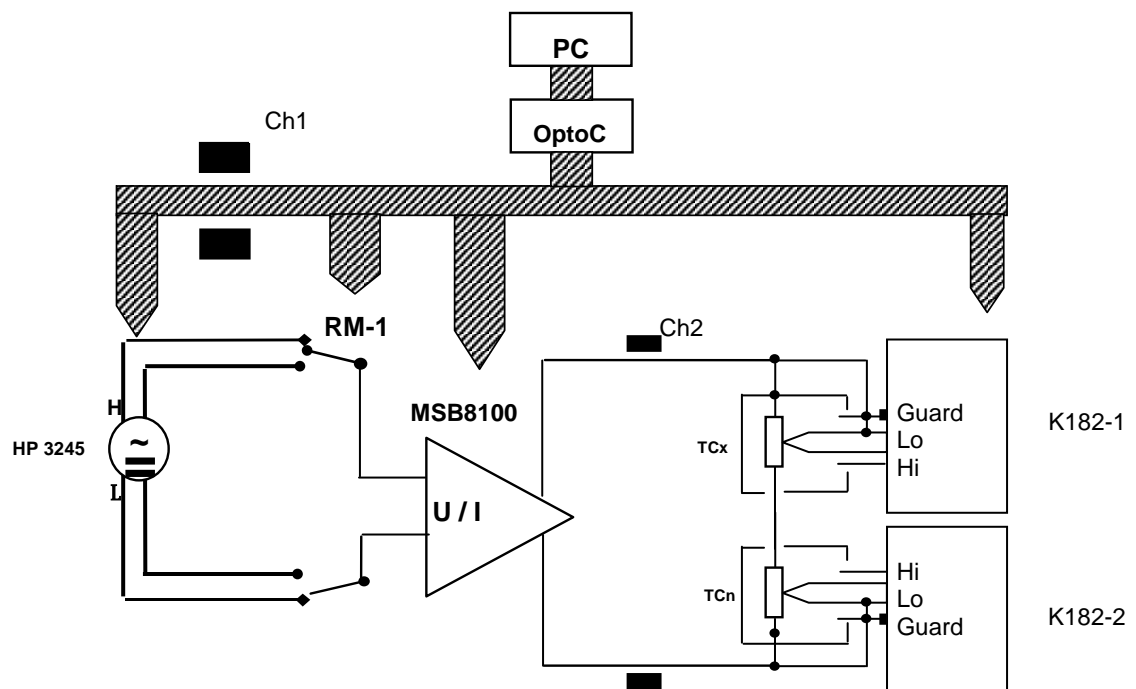 PC
OptoC
Ch1
RM-1
Ch2
MSB8100
H
HP 3245
~
L
U / I
TCx
Guard
Lo
Hi
K182-1
TCn
Hi
Lo
Guard
K182-2